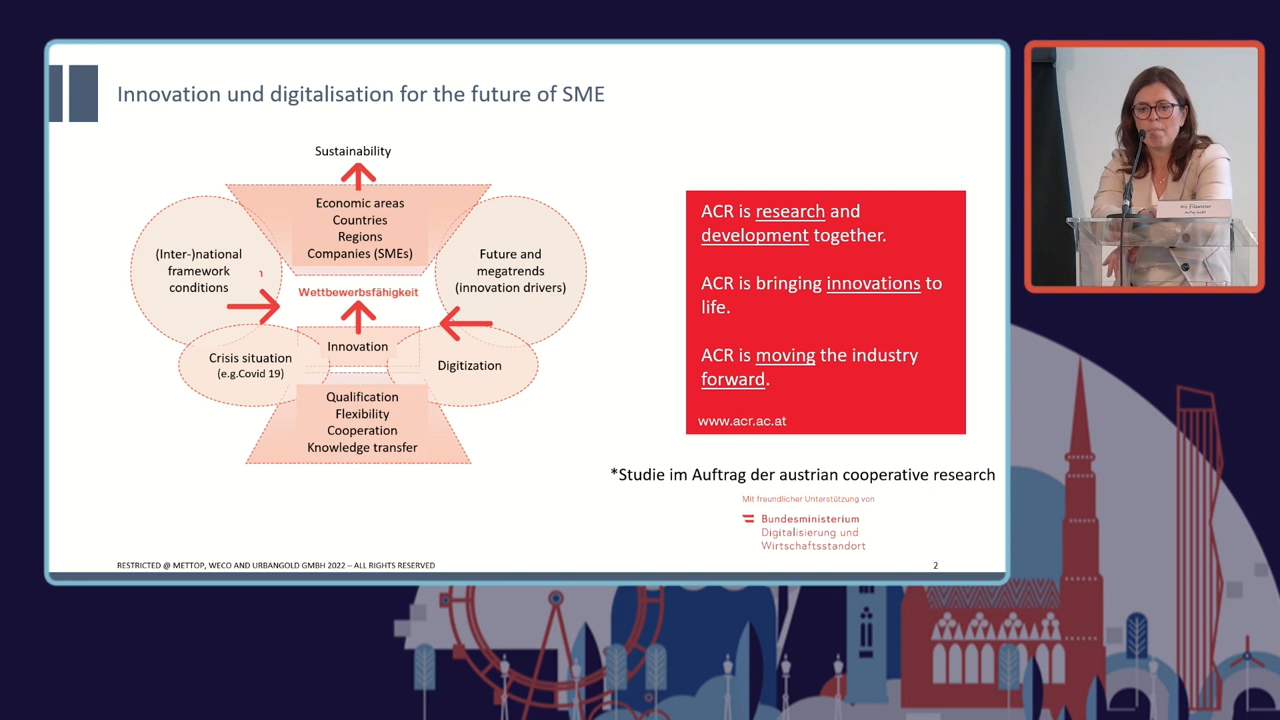 Innovation und digitalisation for the future of SME
Sustainability
Economic areas
Countries
Regions
Companies (SMEs)
(Inter-)national
framework
conditions
Future and
megatrends
(innovation drivers)
Wettbewerbsfähigkeit
Innovation
Crisis situation
(e.g.Covid 19)
Digitization
Qualification
Flexibility
Cooperation
Knowledge transfer
ACR is research and
development together.
ACR is bringing innovations to
life.
ACR is moving the industry
forward.
www.acr.ac.at
*Studie im Auftrag der austrian cooperative research
Mit freundlicher Unterstützung von
Bundesministerium
Digitalisierung und
Wirtschaftsstandort
RESTRICTED @ METTOP, WECO AND URBANGOLD GMBH 2022 – ALL RIGHTS RESERVED
2